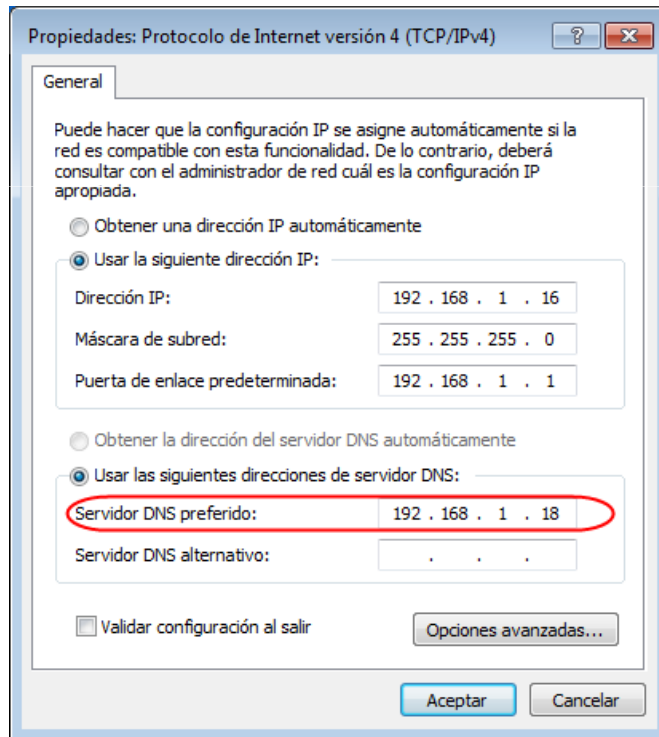 Propiedades: Protocolo de Internet versión 4 (TCP/IPv4)
General
Puede hacer que la configuración IP se asigne automáticamente si la
red es compatible con esta funcionalidad. De lo contrario, deberá
consultar con el administrador de red cuál es la configuración IP
apropiada.
Obtener una dirección IP automáticamente
Usar la siguiente dirección IP:
Dirección IP: 192 . 168 . 1 . 16
Máscara de subred: 255 . 255 . 255 . 0
Puerta de enlace predeterminada: 192 . 168 . 1 . 1
Obtener la dirección del servidor DNS automáticamente
Usar las siguientes direcciones de servidor DNS:
Servidor DNS preferido: 192 . 168 . 1 . 18
Servidor DNS alternativo: . . .
Validar configuración al salir
Opciones avanzadas...
Aceptar Cancelar